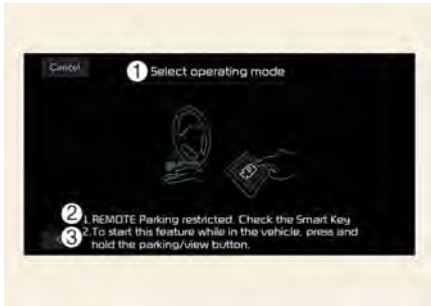 Cancel
1 Select operating mode
2 1.REMOTE Parking restricted. Check the Smart Key
3 2.To start this feature while in the vehicle, press and
hold the parking/view button.